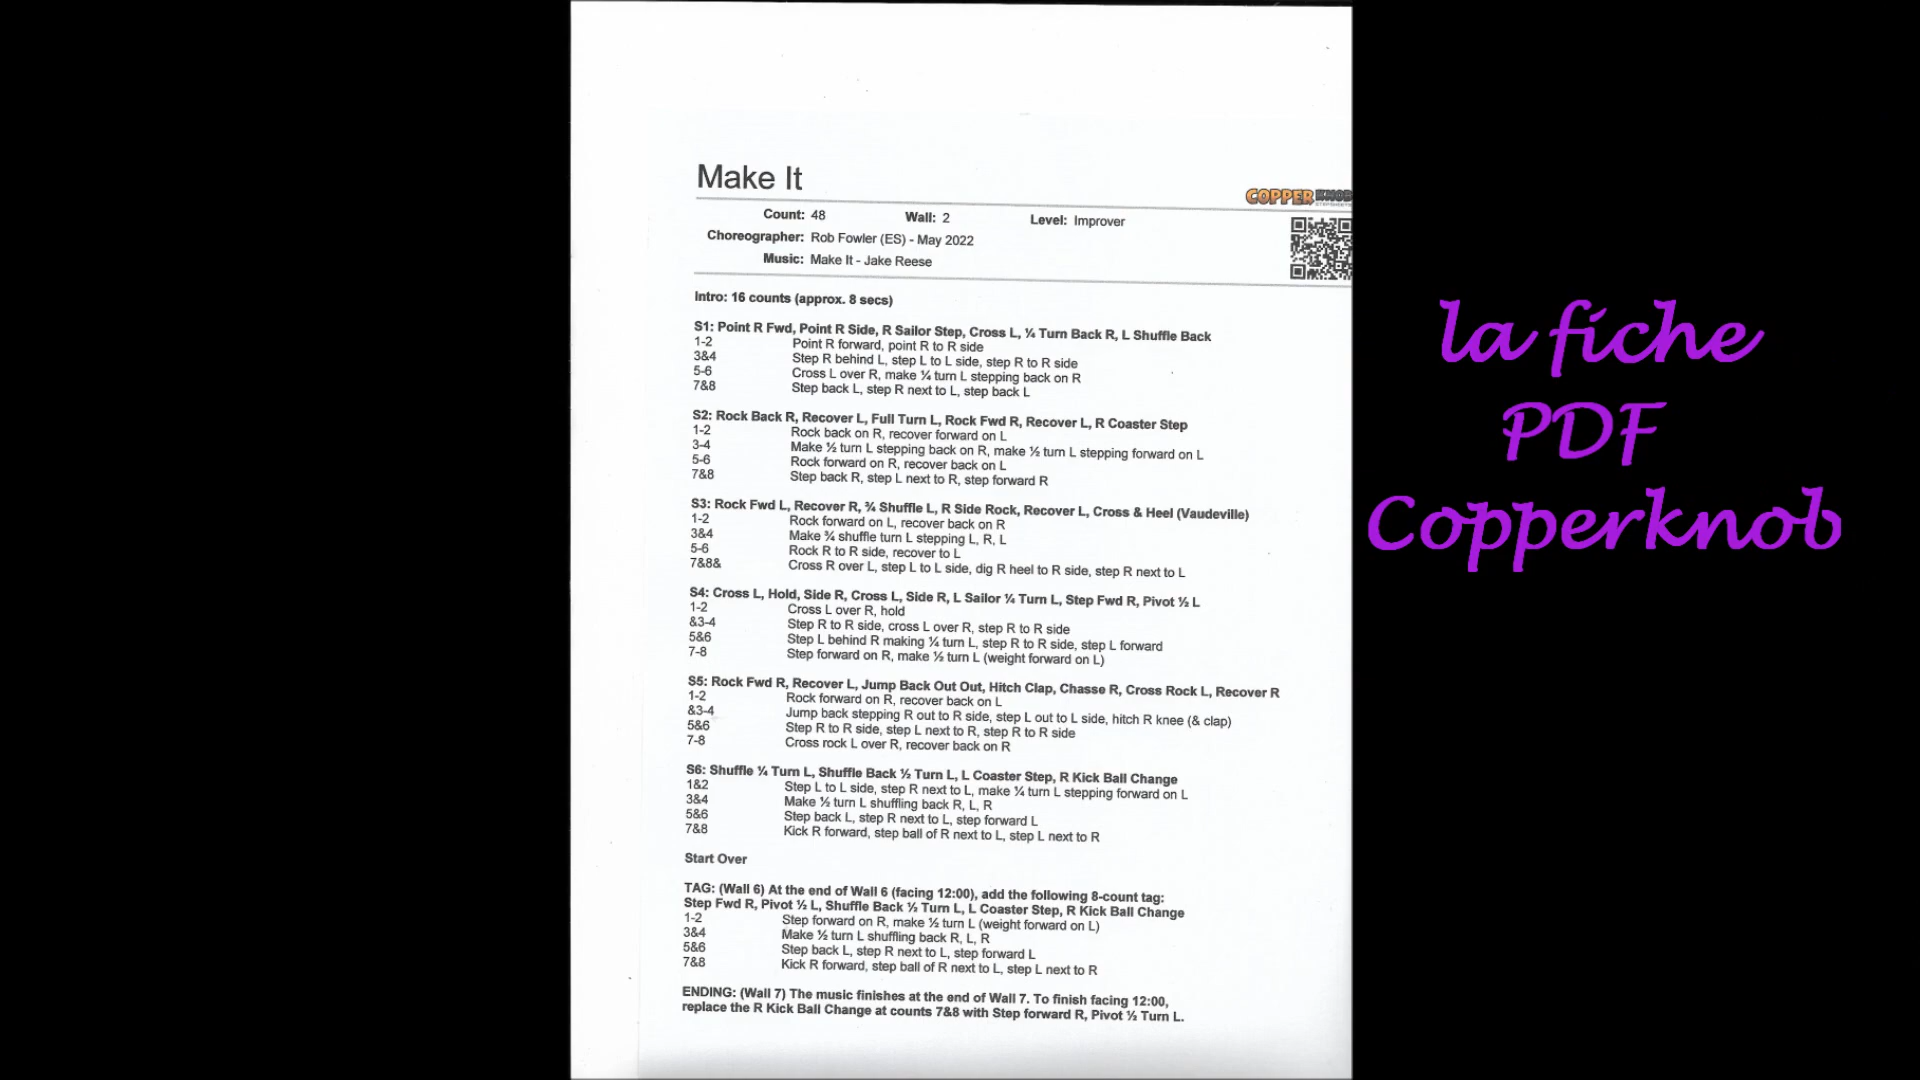 Make It
COPPER KNOB
Count: 48 Wall: 2 Level: Improver
Choreographer: Rob Fowler (ES) - May 2022
Music: Make It - Jake Reese
Intro: 16 counts (approx. 8 secs)
S1: Point R Fwd, Point R Side, R Sailor Step, Cross L, ¼ Turn Back R, L Shuffle Back
1-2 Point R forward, point R to R side
3&4 Step R behind L, step L to L side, step R to R side
5-6 Cross L over R, make ¼ turn L stepping back on R
7&8 Step back L, step R next to L, step back L
S2: Rock Back R, Recover L, Full Turn L, Rock Fwd R, Recover L, R Coaster Step
1-2 Rock back on R, recover forward on L
3-4 Make ½ turn L stepping back on R, make ½ turn L stepping forward on L
5-6 Rock forward on R, recover back on L
7&8 Step back R, step L next to R, step forward R
S3: Rock Fwd L, Recover R, ¾ Shuffle L, R Side Rock, Recover L, Cross & Heel (Vaudeville)
1-2 Rock forward on L, recover back on R
3&4 Make ¾ shuffle turn L stepping L, R, L
5-6 Rock R to R side, recover to L
7&8& Cross R over L, step L to L side, dig R heel to R side, step R next to L
S4: Cross L, Hold, Side R, Cross L, Side R, L Sailor ¼ Turn L, Step Fwd R, Pivot ½ L
1-2 Cross L over R, hold
&3-4 Step R to R side, cross L over R, step R to R side
5&6 Step L behind R making ¼ turn L, step R to R side, step L forward
7-8 Step forward on R, make ½ turn L (weight forward on L)
S5: Rock Fwd R, Recover L, Jump Back Out Out, Hitch Clap, Chasse R, Cross Rock L, Recover R
1-2 Rock forward on R, recover back on L
&3-4 Jump back stepping R out to R side, step L out to L side, hitch R knee (& clap)
5&6 Step R to R side, step L next to R, step R to R side
7-8 Cross rock L over R, recover back on R
S6: Shuffle ¼ Turn L, Shuffle Back ½ Turn L, L Coaster Step, R Kick Ball Change
1&2 Step L to L side, step R next to L, make ¼ turn L stepping forward on L
3&4 Make ½ turn L shuffling back R, L, R
5&6 Step back L, step R next to L, step forward L
7&8 Kick R forward, step ball of R next to L, step L next to R
Start Over
TAG: (Wall 6) At the end of Wall 6 (facing 12:00), add the following 8-count tag:
Step Fwd R, Pivot ½ L, Shuffle Back ½ Turn L, L Coaster Step, R Kick Ball Change
1-2 Step forward on R, make ½ turn L (weight forward on L)
3&4 Make ½ turn L shuffling back R, L, R
5&6 Step back L, step R next to L, step forward L
7&8 Kick R forward, step ball of R next to L, step L next to R
ENDING: (Wall 7) The music finishes at the end of Wall 7. To finish facing 12:00,
replace the R Kick Ball Change at counts 7&8 with Step forward R, Pivot ½ Turn L.
la fiche
PDF
Copperknob